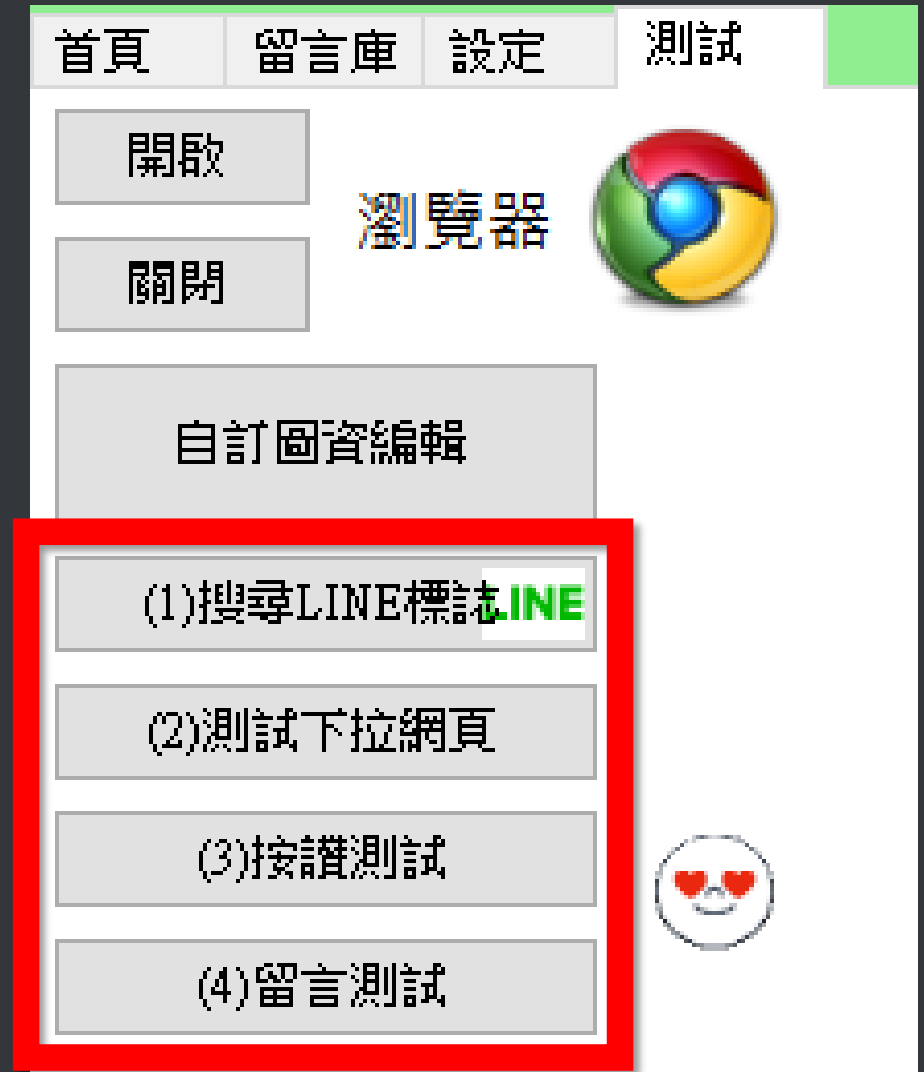 首頁 留言庫 設定 測試
開啟
瀏覽器
關閉
自訂圖資編輯
(1)搜尋LINE標誌 LINE
(2)測試下拉網頁
(3)按讚測試
(4)留言測試